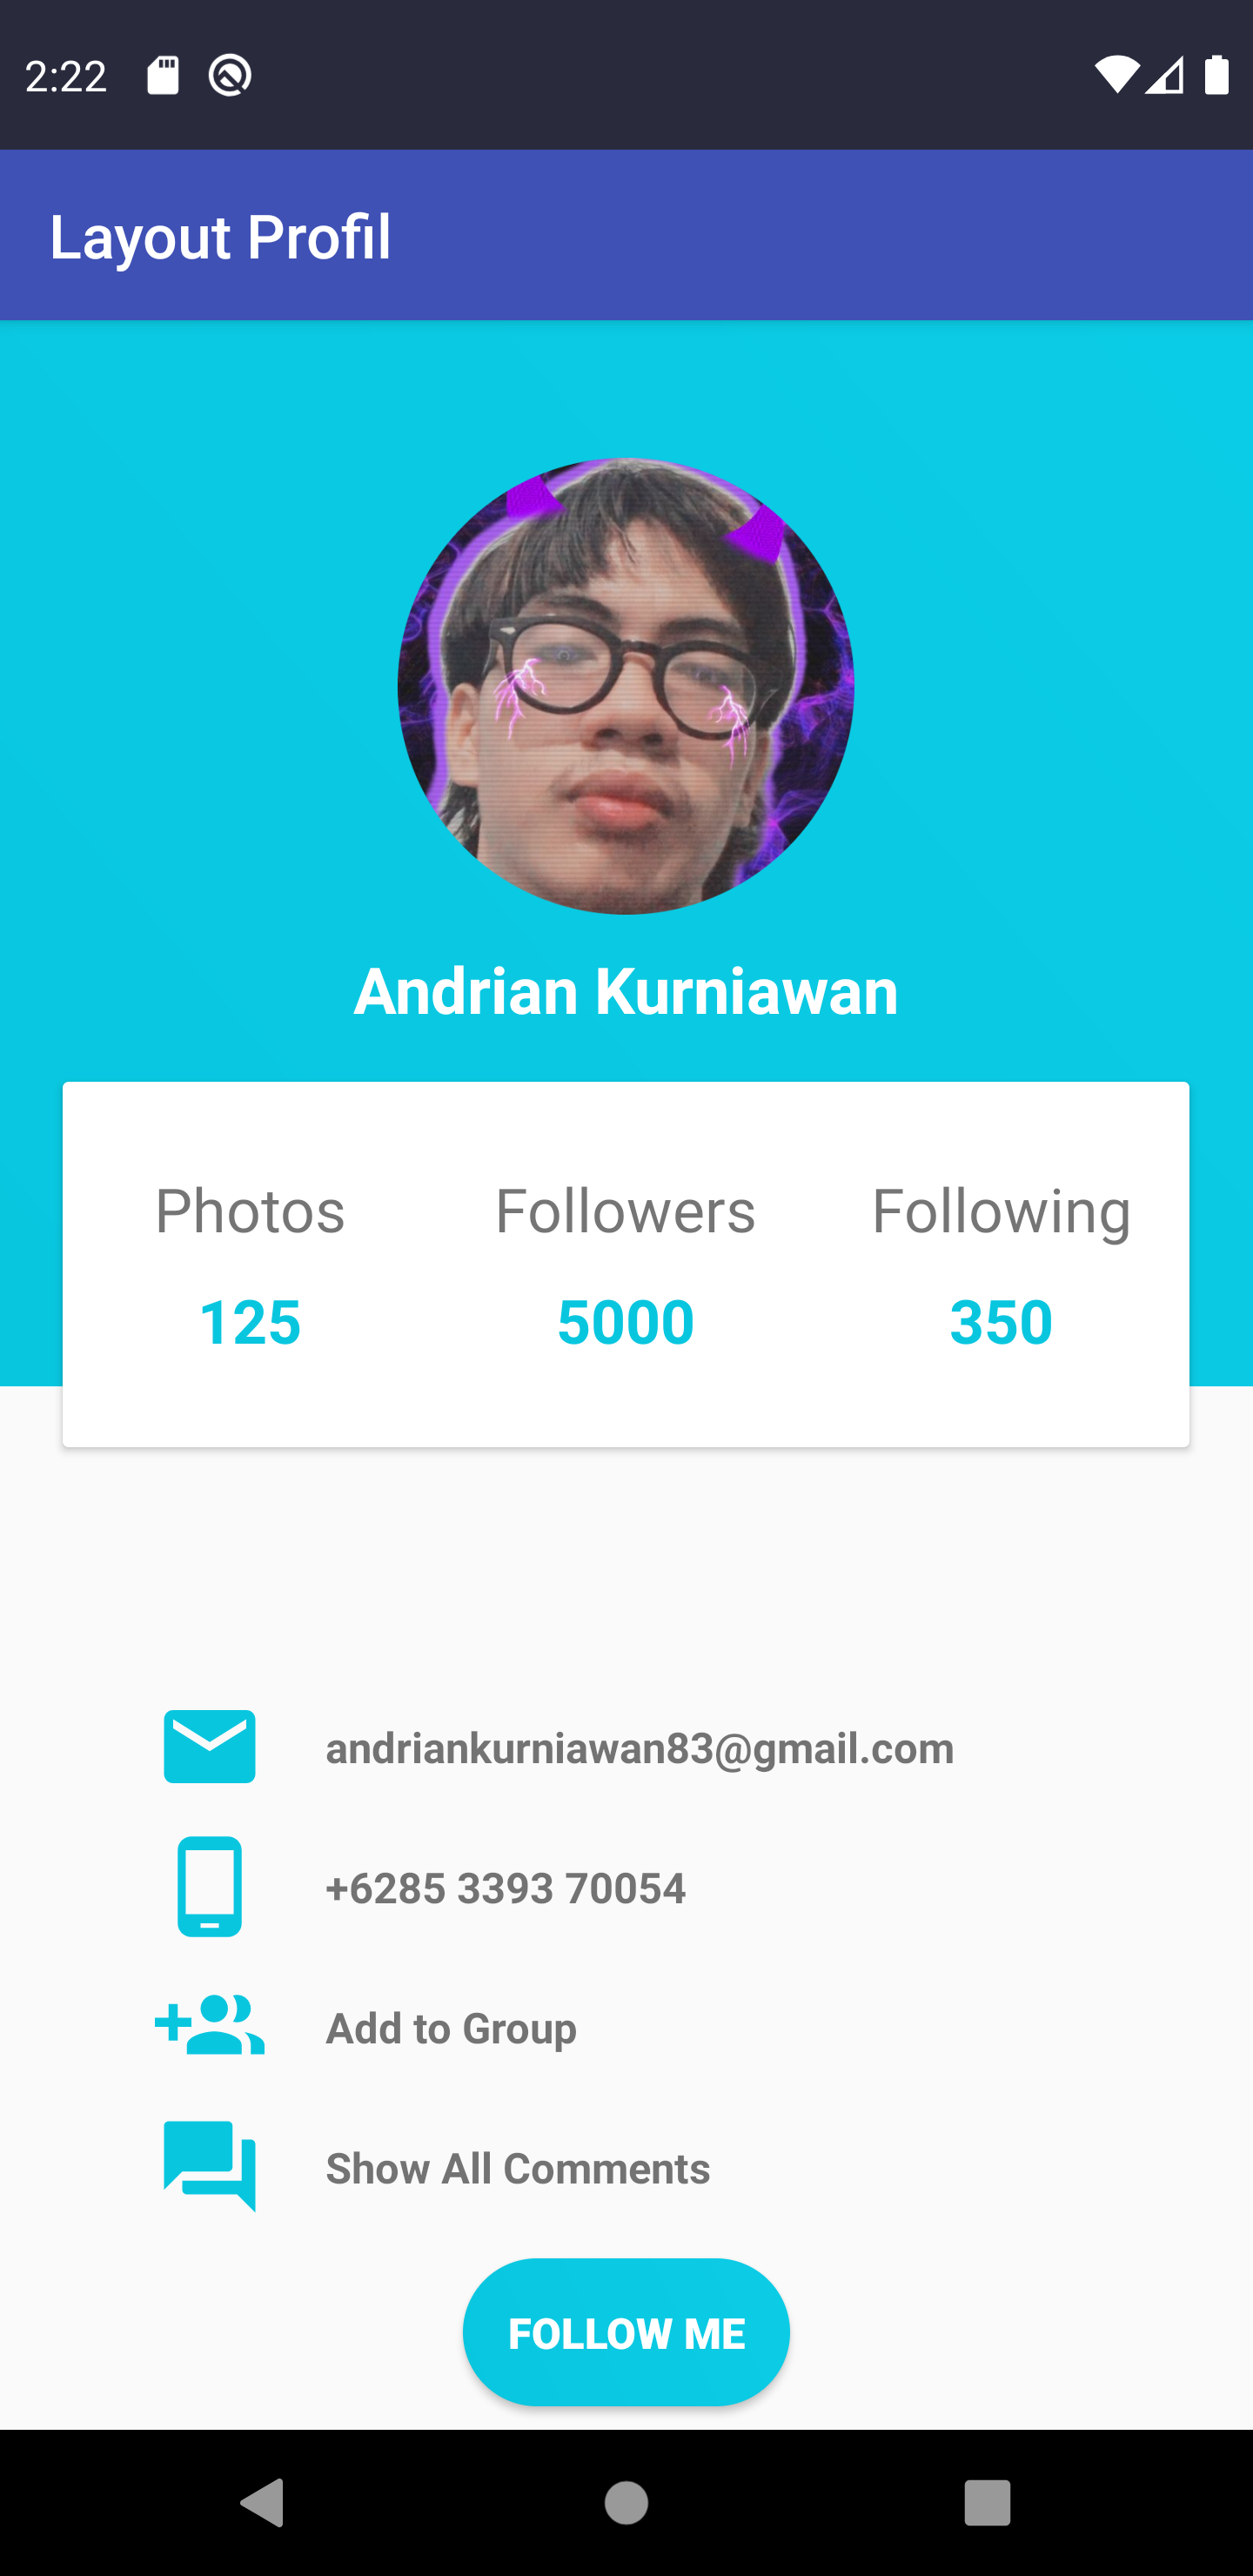 2:22
Layout Profil
Andrian Kurniawan
Photos Followers Following
125 5000 350
andriankurniawan83@gmail.com
+6285 3393 70054
Add to Group
Show All Comments
FOLLOW ME